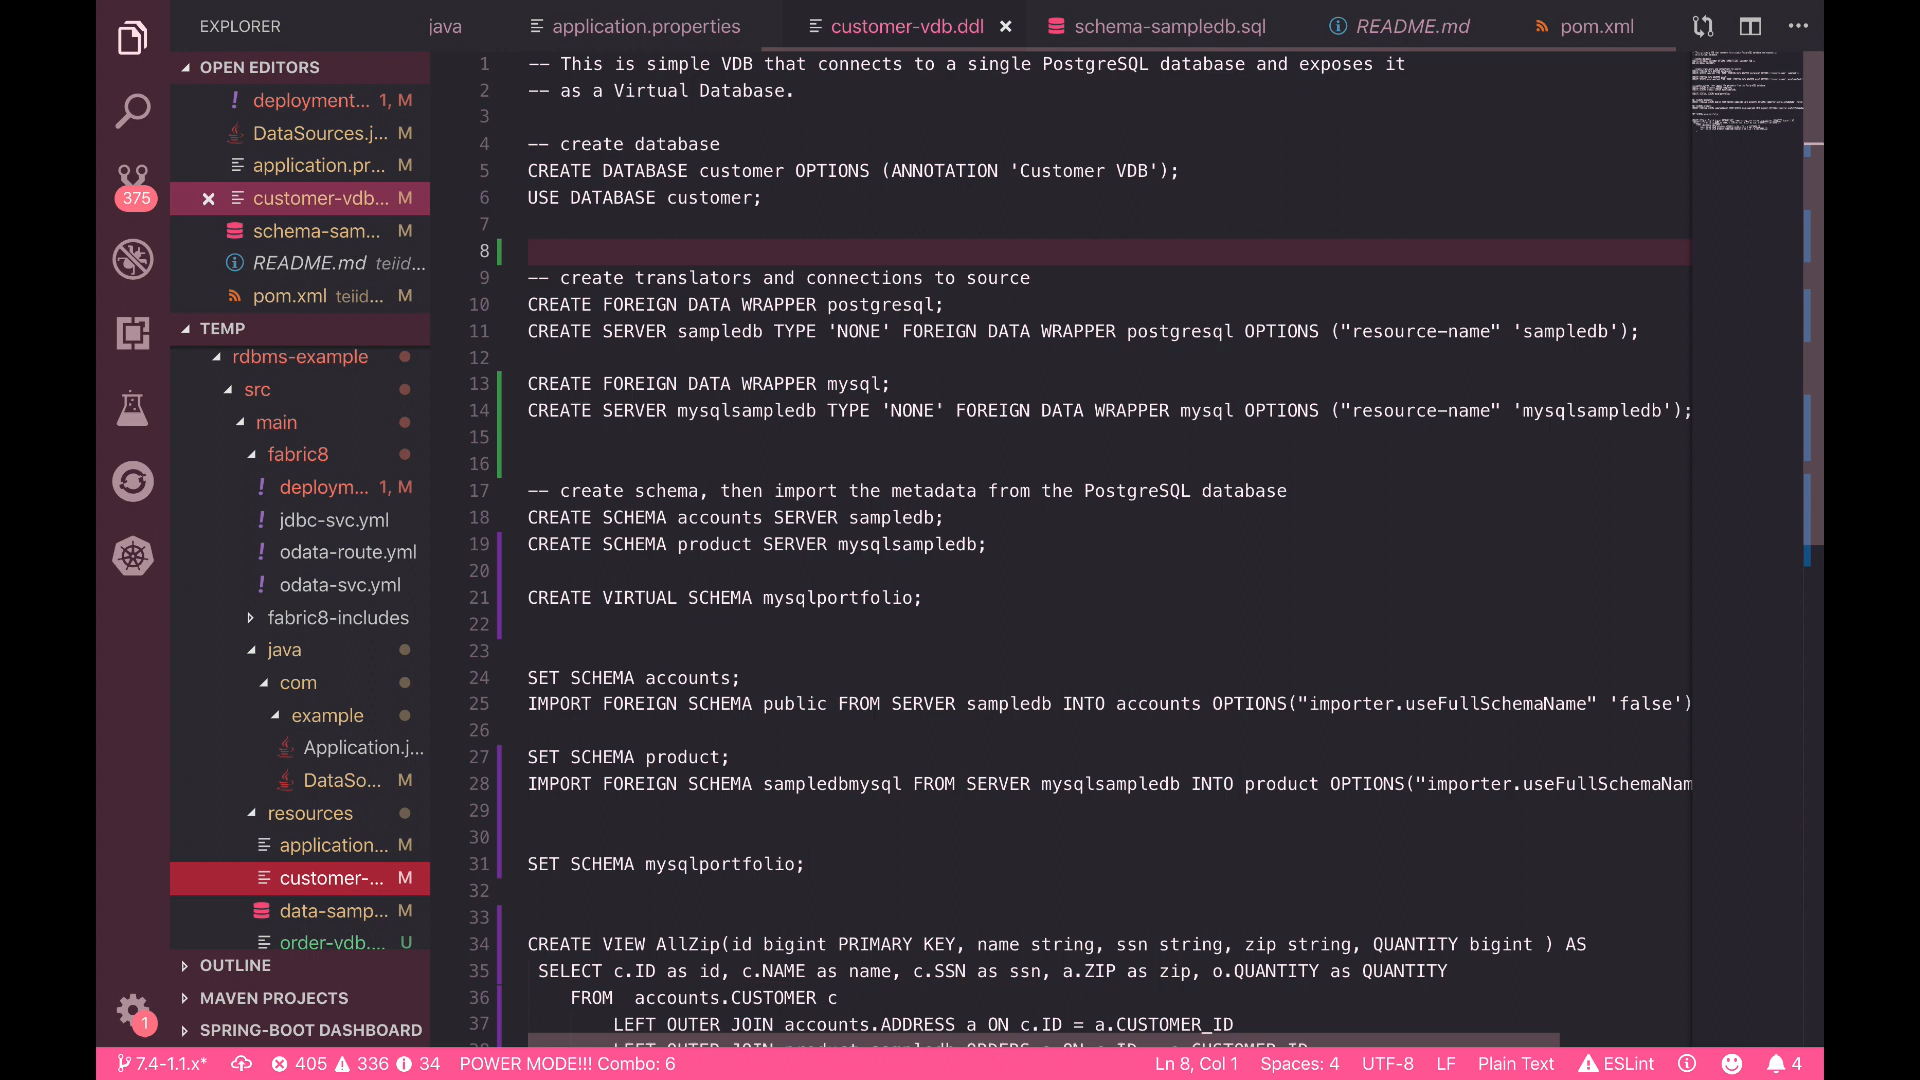 EXPLORER
java
application.properties
customer-vdb.ddl
schema-sampledb.sql
README.md
pom.xml
OPEN EDITORS
! deployment... 1, M
DataSources.j... M
application.pr... M
customer-vdb... M
schema-sam... M
README.md teiid...
pom.xml teiid... M
TEMP
rdbms-example
src
main
fabric8
! deploym... 1, M
! jdbc-svc.yml
! odata-route.yml
! odata-svc.yml
fabric8-includes
java
com
example
Application.j...
DataSo... M
resources
application... M
customer-... M
data-samp... M
order-vdb.... U
OUTLINE
MAVEN PROJECTS
SPRING-BOOT DASHBOARD
375
1
1 -- This is simple VDB that connects to a single PostgreSQL database and exposes it
2 -- as a Virtual Database.
3
4 -- create database
5 CREATE DATABASE customer OPTIONS (ANNOTATION 'Customer VDB');
6 USE DATABASE customer;
7
8
9 -- create translators and connections to source
10 CREATE FOREIGN DATA WRAPPER postgresql;
11 CREATE SERVER sampledb TYPE 'NONE' FOREIGN DATA WRAPPER postgresql OPTIONS ("resource-name" 'sampledb');
12
13 CREATE FOREIGN DATA WRAPPER mysql;
14 CREATE SERVER mysqlsampledb TYPE 'NONE' FOREIGN DATA WRAPPER mysql OPTIONS ("resource-name" 'mysqlsampledb');
15
16
17 -- create schema, then import the metadata from the PostgreSQL database
18 CREATE SCHEMA accounts SERVER sampledb;
19 CREATE SCHEMA product SERVER mysqlsampledb;
20
21 CREATE VIRTUAL SCHEMA mysqlportfolio;
22
23
24 SET SCHEMA accounts;
25 IMPORT FOREIGN SCHEMA public FROM SERVER sampledb INTO accounts OPTIONS("importer.useFullSchemaName" 'false')
26
27 SET SCHEMA product;
28 IMPORT FOREIGN SCHEMA sampledbmysql FROM SERVER mysqlsampledb INTO product OPTIONS("importer.useFullSchemaNam
29
30
31 SET SCHEMA mysqlportfolio;
32
33
34 CREATE VIEW AllZip(id bigint PRIMARY KEY, name string, ssn string, zip string, QUANTITY bigint ) AS
35 SELECT c.ID as id, c.NAME as name, c.SSN as ssn, a.ZIP as zip, o.QUANTITY as QUANTITY
36 FROM accounts.CUSTOMER c
37 LEFT OUTER JOIN accounts.ADDRESS a ON c.ID = a.CUSTOMER_ID
7.4-1.1.x* 405 336 34 POWER MODE!!! Combo: 6 Ln 8, Col 1 Spaces: 4 UTF-8 LF Plain Text ESLint 4